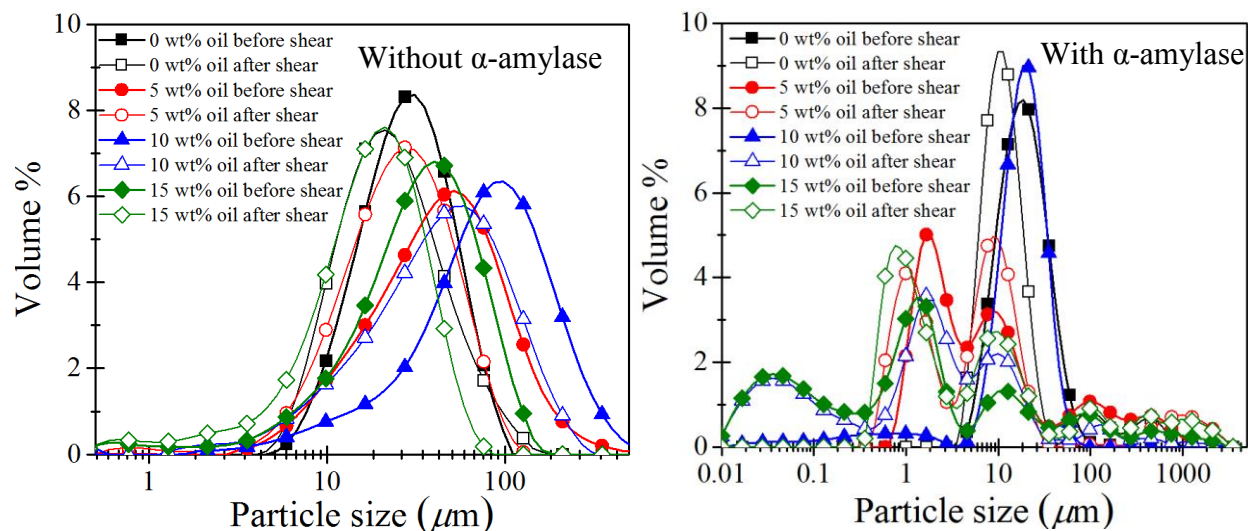 10
8
6
4
2
0
Volume %
0 wt% oil before shear
0 wt% oil after shear
5 wt% oil before shear
5 wt% oil after shear
10 wt% oil before shear
10 wt% oil after shear
15 wt% oil before shear
15 wt% oil after shear
Without α-amylase
1 10 100
Particle size (μm)
10
8
6
4
2
0
Volume %
0 wt% oil before shear
0 wt% oil after shear
5 wt% oil before shear
5 wt% oil after shear
10 wt% oil before shear
10 wt% oil after shear
15 wt% oil before shear
15 wt% oil after shear
With α-amylase
0.01 0.1 1 10 100 1000
Particle size (μm)